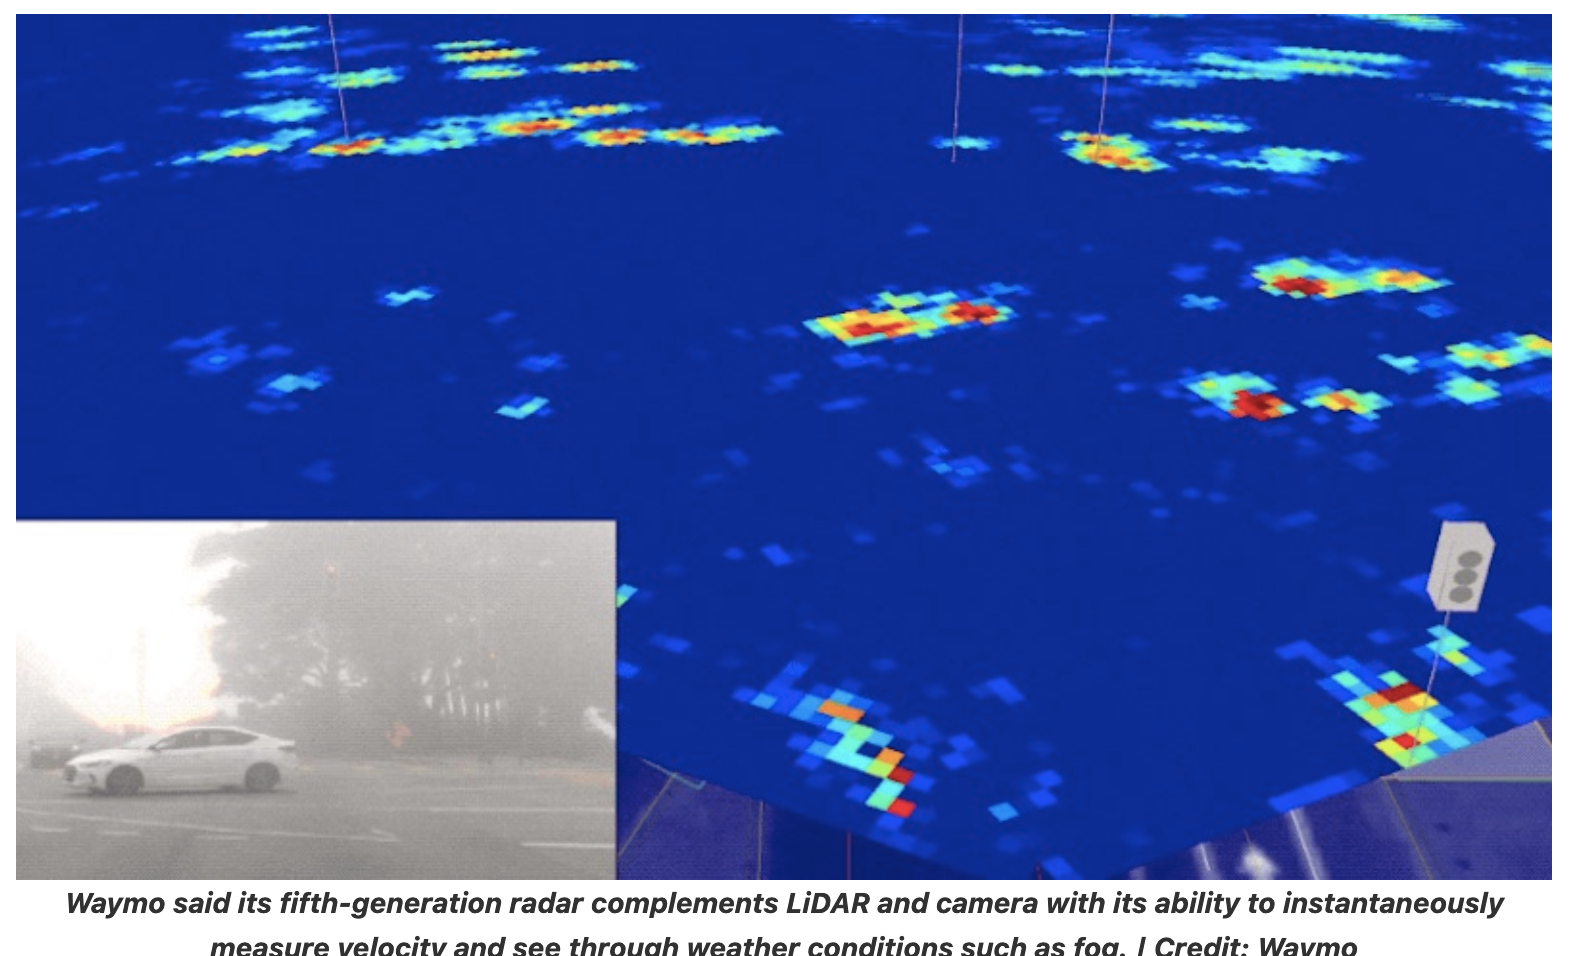 Waymo said its fifth-generation radar complements LiDAR and camera with its ability to instantaneously
measure velocity and see through weather conditions such as fog. | Credit: Waymo